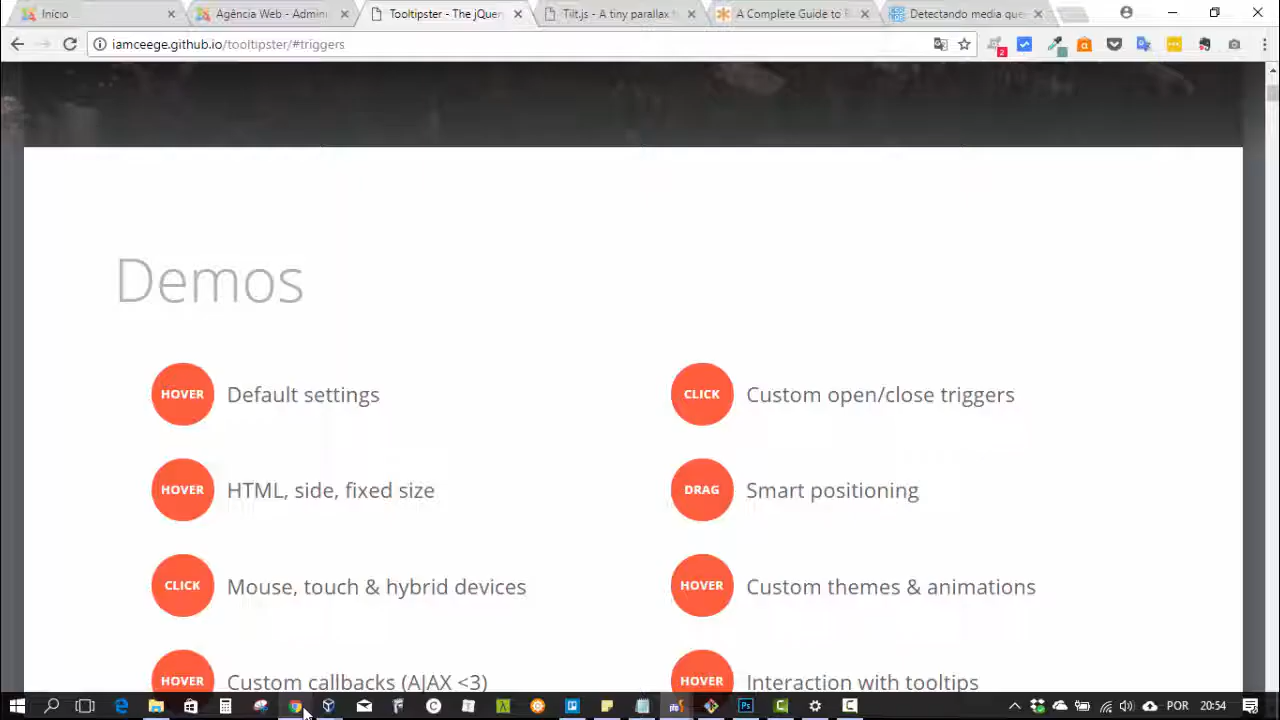 Início
Agência Web - Admini
Tooltipster - The jQuer
Tilt.js - A tiny parallax
A Complete Guide to
Detectando media que
iamceege.github.io/tooltipster/#triggers
2
Demos
HOVER Default settings
CLICK Custom open/close triggers
HOVER HTML, side, fixed size
DRAG Smart positioning
CLICK Mouse, touch & hybrid devices
HOVER Custom themes & animations
HOVER Custom callbacks (AJAX <3)
HOVER Interaction with tooltips
POR 20:54